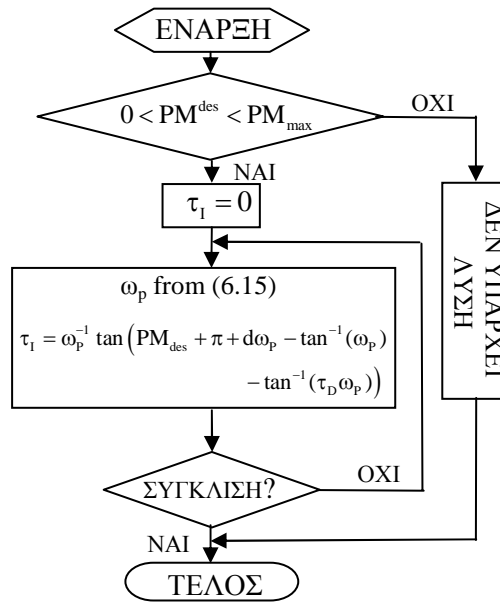 ΕΝΑΡΞΗ
0 < PM^des < PM_max
ΟΧΙ
ΝΑΙ
τ_I = 0
ω_p from (6.15)
τ_I = ω_P^-1 tan(PM_des + π + dω_P − tan^-1(ω_P)
− tan^-1(τ_D ω_P))
ΔΕΝ ΥΠΑΡΧΕΙ
ΛΥΣΗ
ΣΥΓΚΛΙΣΗ?
ΟΧΙ
ΝΑΙ
ΤΕΛΟΣ